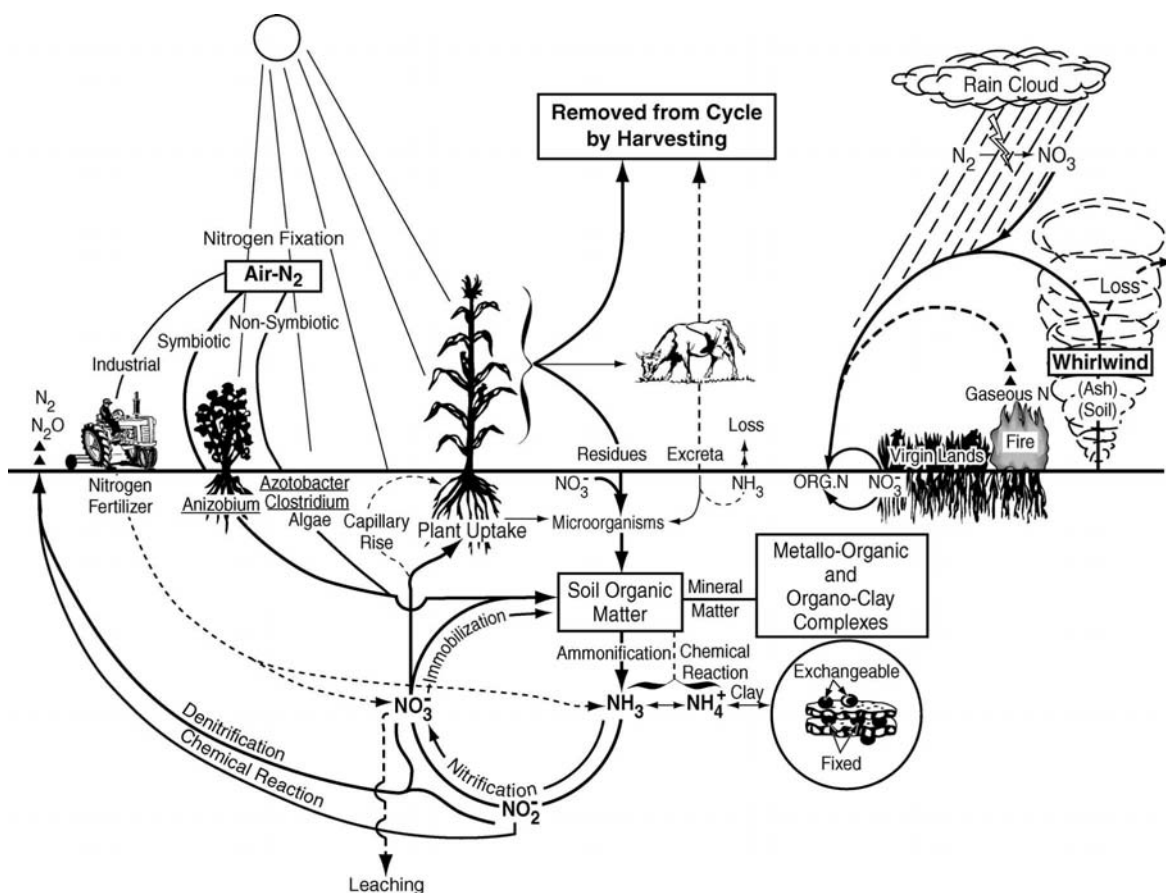 Rain Cloud
N2
NO3
Removed from Cycle
by Harvesting
Nitrogen Fixation
Air-N2
Non-Symbiotic
Symbiotic
Industrial
N2
N2O
Loss
Whirlwind
(Ash)
(Soil)
Gaseous N
Fire
Virgin Lands
Loss
Residues
Excreta
Nitrogen
Fertilizer
Anizobium
Azotobacter
Clostridium
Algae
Capillary
Rise
Plant Uptake
NO3-
Microorganisms
NH3
ORG.N
NO3-
Soil Organic
Matter
Mineral
Matter
Metallo-Organic
and
Organo-Clay
Complexes
Immobilization
Ammonification
Chemical
Reaction
NO3-
NH3
NH4+
Clay
Exchangeable
Fixed
Denitrification
Chemical Reaction
Nitrification
NO2-
Leaching